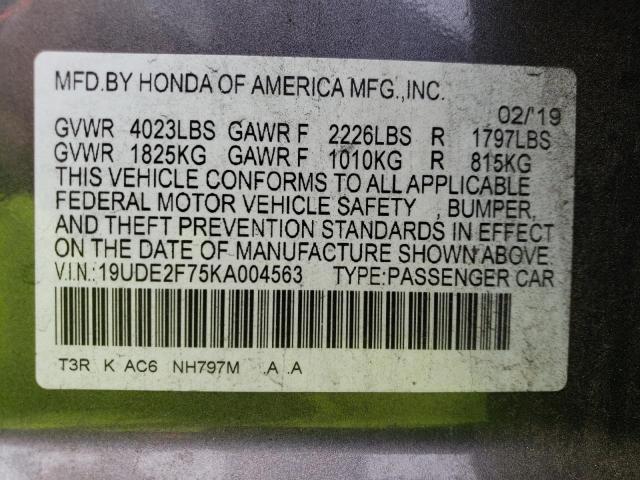 MFD.BY HONDA OF AMERICA MFG.,INC.
02/'19
GVWR 4023LBS GAWR F 2226LBS R 1797LBS
GVWR 1825KG GAWR F 1010KG R 815KG
THIS VEHICLE CONFORMS TO ALL APPLICABLE
FEDERAL MOTOR VEHICLE SAFETY , BUMPER,
AND THEFT PREVENTION STANDARDS IN EFFECT
ON THE DATE OF MANUFACTURE SHOWN ABOVE.
V.I.N.:19UDE2F75KA004563 TYPE:PASSENGER CAR
T3R K AC6 NH797M .A .A